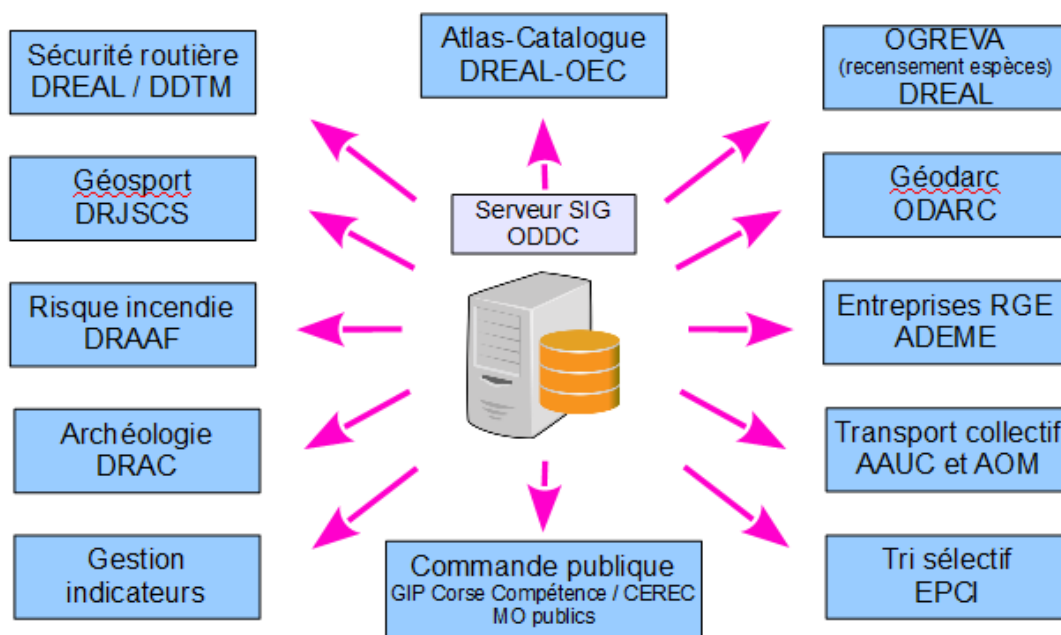 Sécurité routière
DREAL / DDTM
Atlas-Catalogue
DREAL-OEC
OGREVA
(recensement espèces)
DREAL
Géosport
DRJSCS
Serveur SIG
ODDC
Géodarc
ODARC
Risque incendie
DRAAF
Entreprises RGE
ADEME
Archéologie
DRAC
Transport collectif
AAUC et AOM
Gestion
indicateurs
Commande publique
GIP Corse Compétence / CEREC
MO publics
Tri sélectif
EPCI